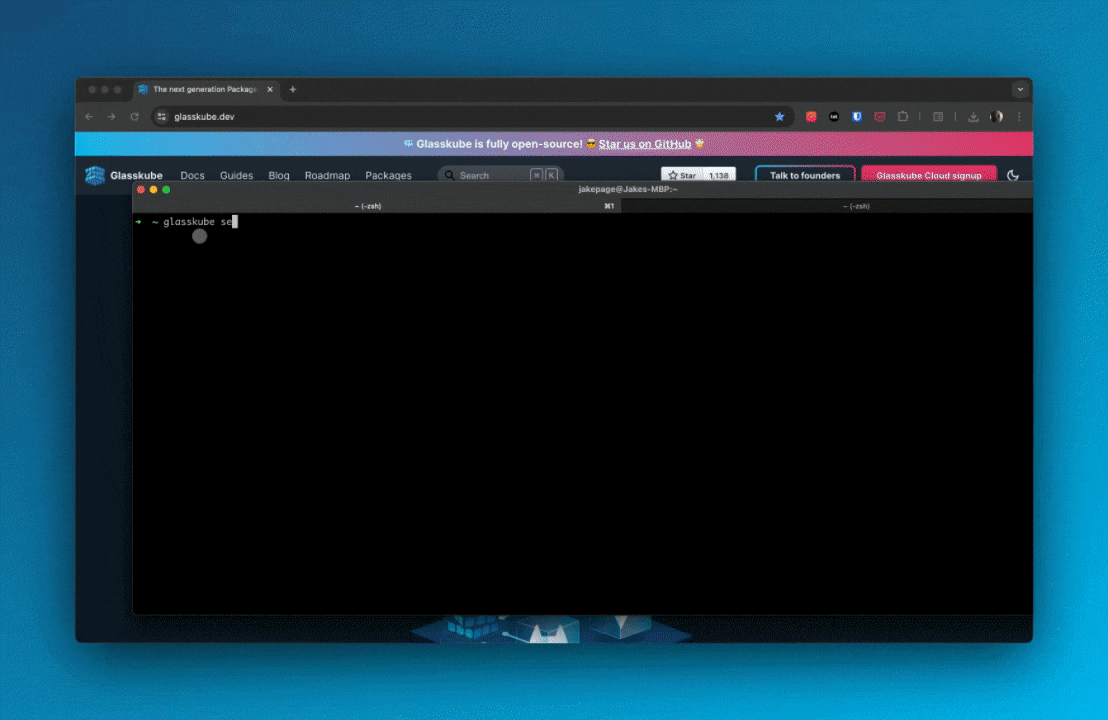 The next generation Package
glasskube.dev
Glasskube is fully open-source! 😎 Star us on GitHub 🌟
Glasskube Docs Guides Blog Roadmap Packages Search ⌘ K Star 1,138 Talk to founders Glasskube Cloud signup
jakepage@Jakes-MBP:~
~ (-zsh) ⌘1 ~ (-zsh)
➜ ~ glasskube se